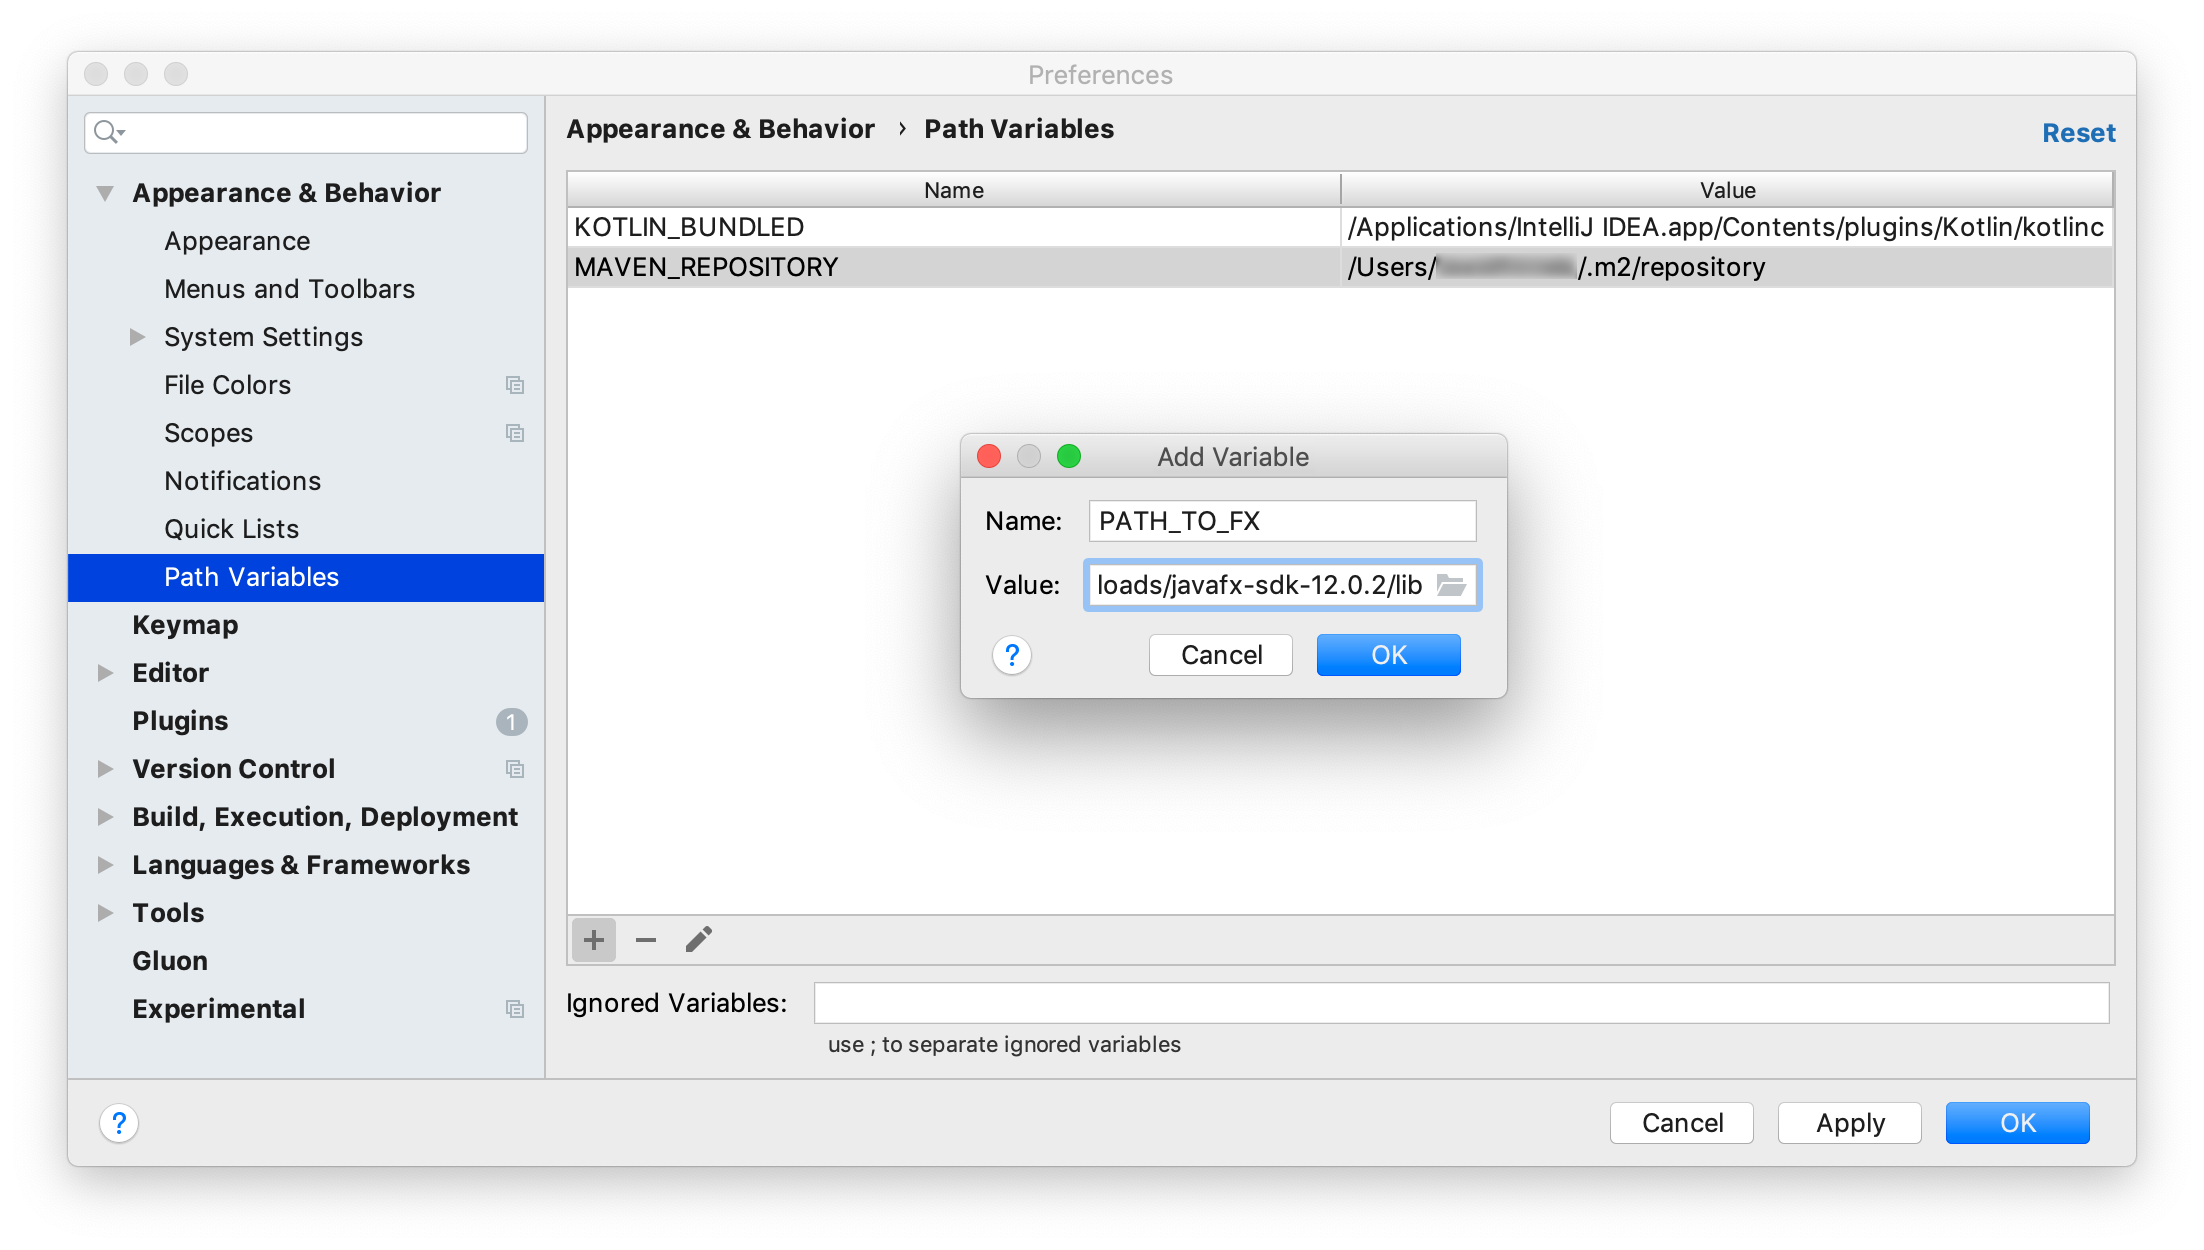 Preferences
Appearance & Behavior
Appearance
Menus and Toolbars
System Settings
File Colors
Scopes
Notifications
Quick Lists
Path Variables
Keymap
Editor
Plugins 1
Version Control
Build, Execution, Deployment
Languages & Frameworks
Tools
Gluon
Experimental
Appearance & Behavior › Path Variables
Reset
Name Value
KOTLIN_BUNDLED /Applications/IntelliJ IDEA.app/Contents/plugins/Kotlin/kotlinc
MAVEN_REPOSITORY /Users/ /.m2/repository
Add Variable
Name: PATH_TO_FX
Value: loads/javafx-sdk-12.0.2/lib
? Cancel OK
Ignored Variables:
use ; to separate ignored variables
? Cancel Apply OK